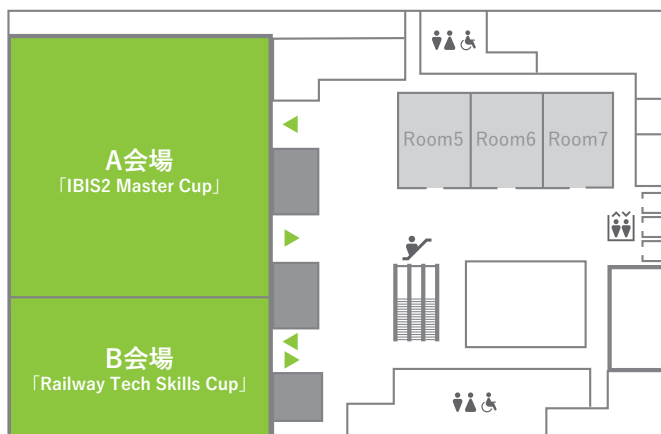 A会場
「IBIS2 Master Cup」
Room5
Room6
Room7
B会場
「Railway Tech Skills Cup」